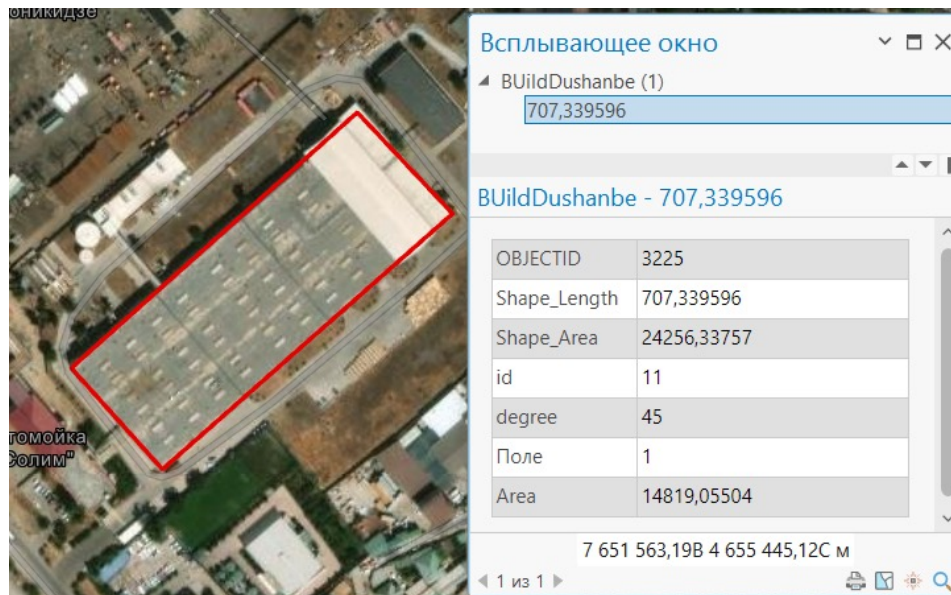 оникидзе
томойка
Солим"
Всплывающее окно
BUildDushanbe (1)
707,339596
BUildDushanbe - 707,339596
OBJECTID 3225
Shape_Length 707,339596
Shape_Area 24256,33757
id 11
degree 45
Поле 1
Area 14819,05504
7 651 563,19В 4 655 445,12С м
1 из 1